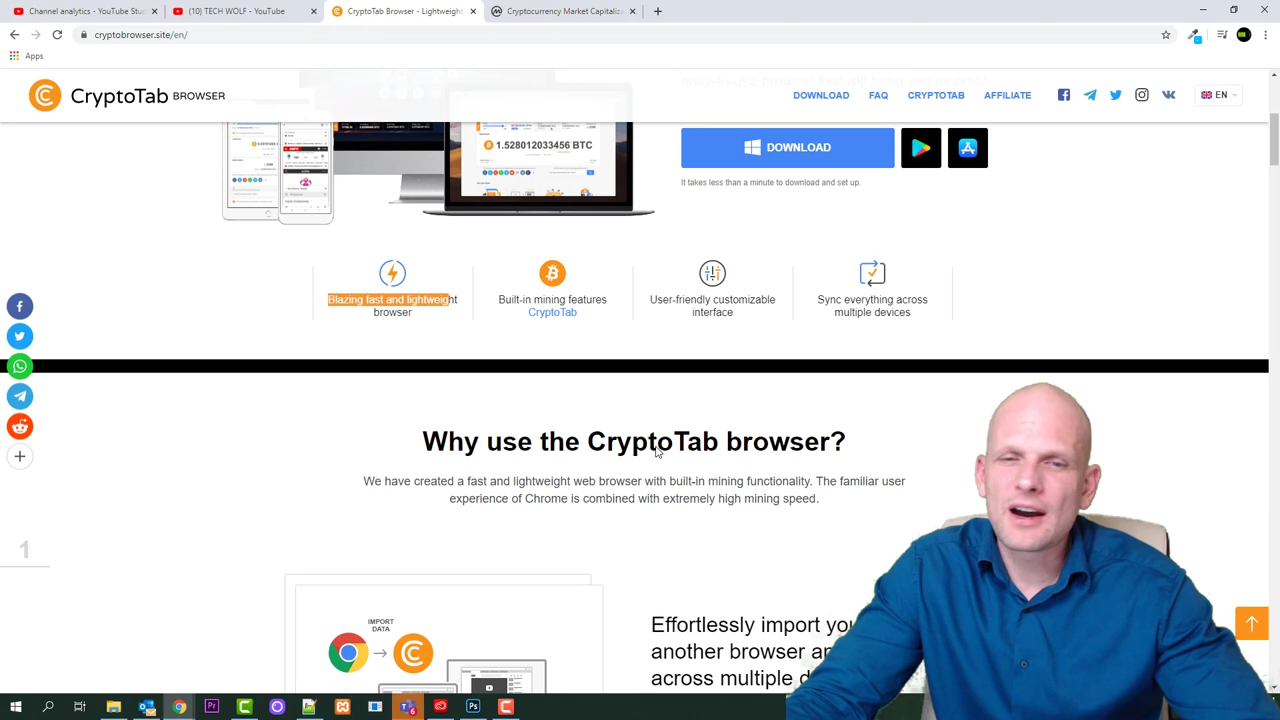 Channel analytics - YouTube Stu
(10) TECH WOLF - YouTube
CryptoTab Browser - Lightweight
Cryptocurrency Market Capitaliz
cryptobrowser.site/en/
Apps
CryptoTab BROWSER
DOWNLOAD
FAQ
CRYPTOTAB
AFFILIATE
EN
1.528012033456 BTC
DOWNLOAD
It takes less than a minute to download and set up.
Blazing fast and lightweight
browser
Built-in mining features
CryptoTab
User-friendly customizable
interface
Sync everything across
multiple devices
Why use the CryptoTab browser?
We have created a fast and lightweight web browser with built-in mining functionality. The familiar user
experience of Chrome is combined with extremely high mining speed.
1
IMPORT
DATA
Effortlessly import you
another browser an
across multiple d